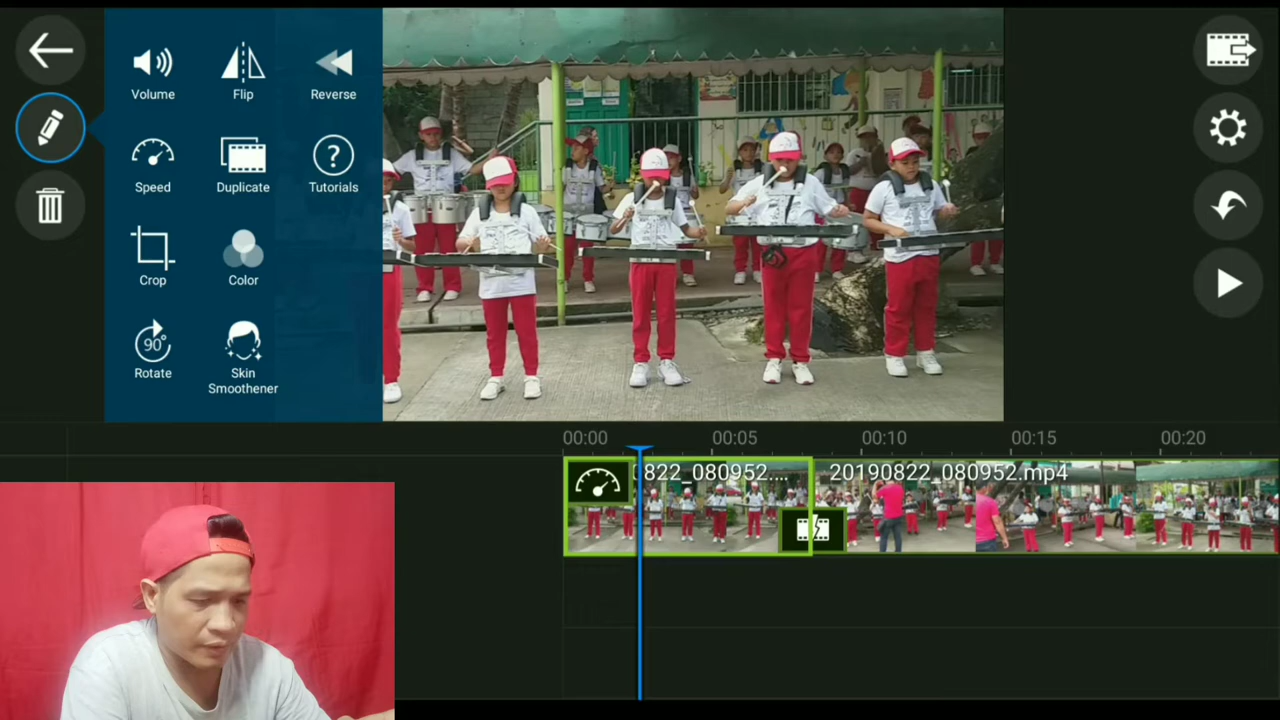 Volume
Flip
Reverse
Speed
Duplicate
Tutorials
Crop
Color
90°
Rotate
Skin
Smoothener
00:00
00:05
00:10
00:15
00:20
0822_080952....
20190822_080952.mp4